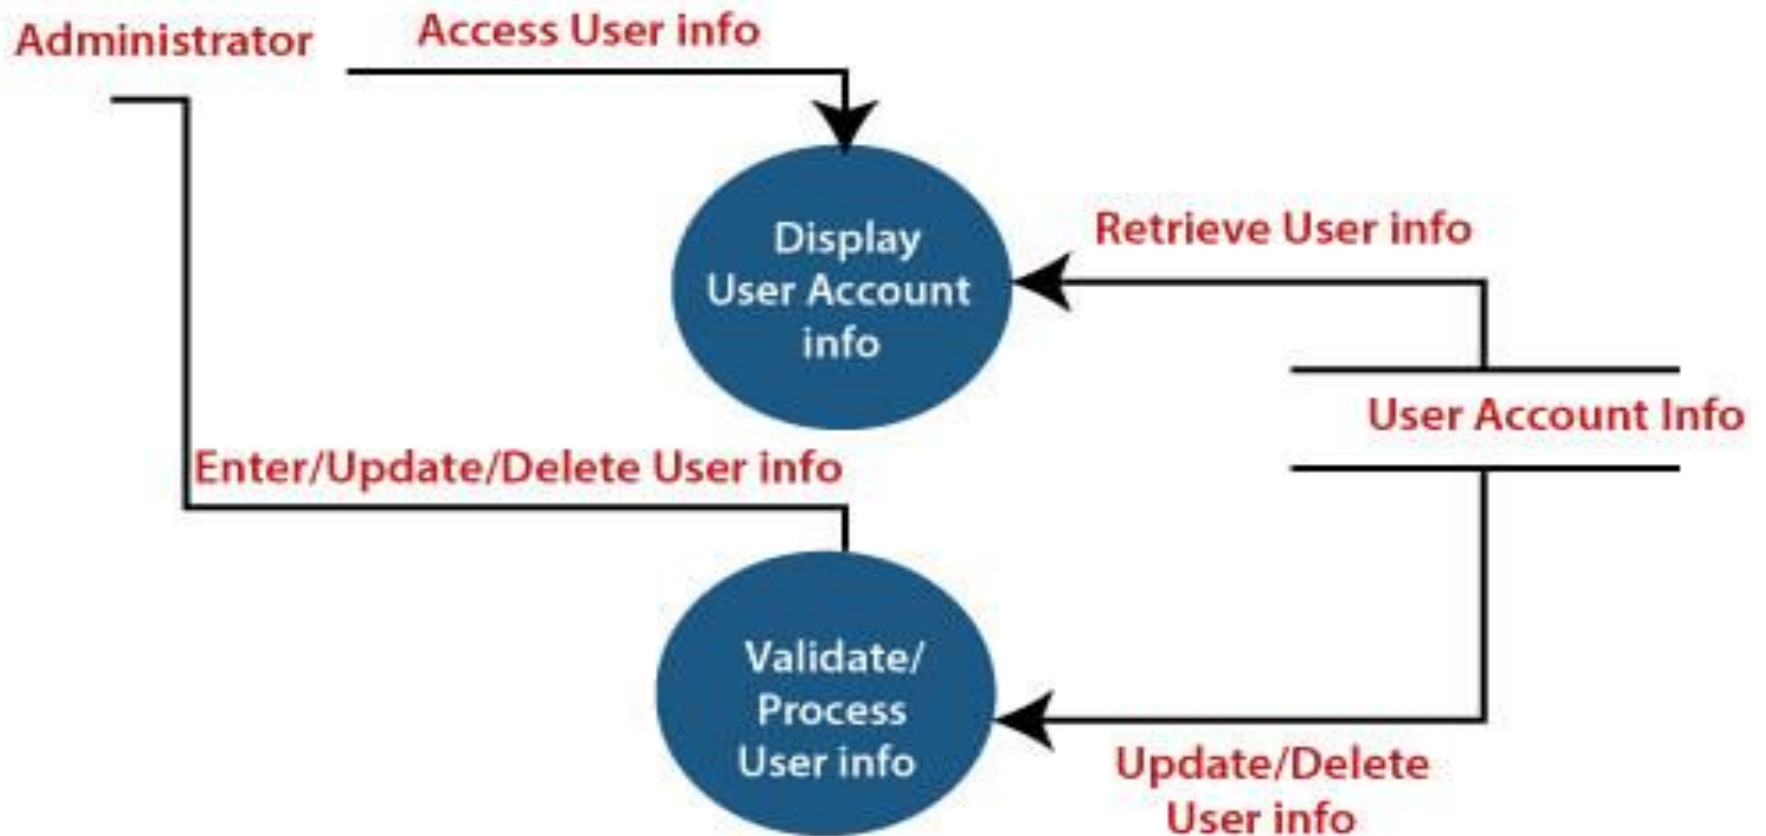 Administrator
Access User info
Display
User Account
info
Retrieve User info
User Account Info
Enter/Update/Delete User info
Validate/
Process
User info
Update/Delete
User info